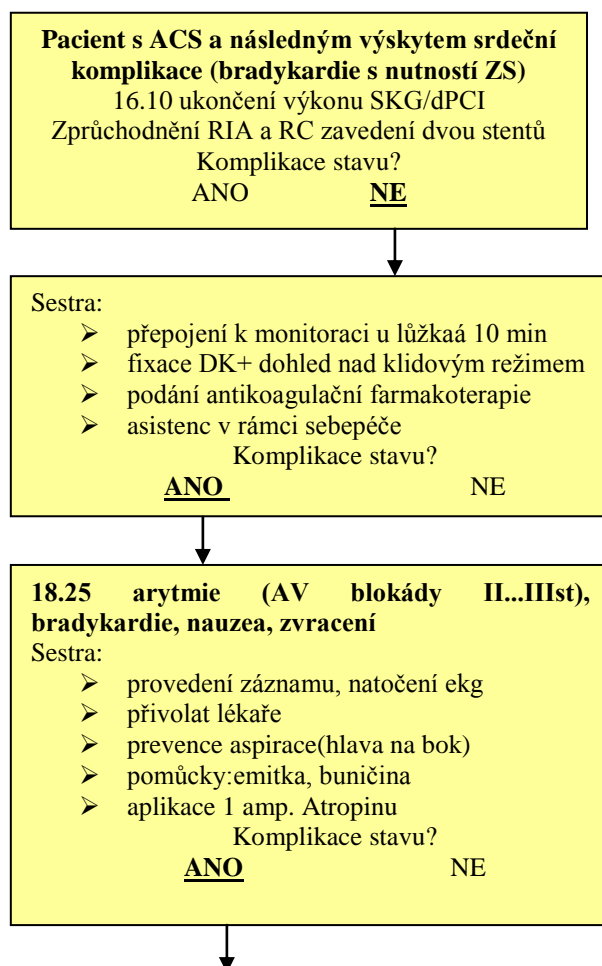 Pacient s ACS a následným výskytem srdeční
komplikace (bradykardie s nutností ZS)
16.10 ukončení výkonu SKG/dPCI
Zprůchodnění RIA a RC zavedení dvou stentů
Komplikace stavu?
ANO NE
Sestra:
➢ přepojení k monitoraci u lůžkaá 10 min
➢ fixace DK+ dohled nad klidovým režimem
➢ podání antikoagulační farmakoterapie
➢ asistenc v rámci sebepéče
Komplikace stavu?
ANO NE
18.25 arytmie (AV blokády II...IIIst),
bradykardie, nauzea, zvracení
Sestra:
➢ provedení záznamu, natočení ekg
➢ přivolat lékaře
➢ prevence aspirace(hlava na bok)
➢ pomůcky:emitka, buničina
➢ aplikace 1 amp. Atropinu
Komplikace stavu?
ANO NE